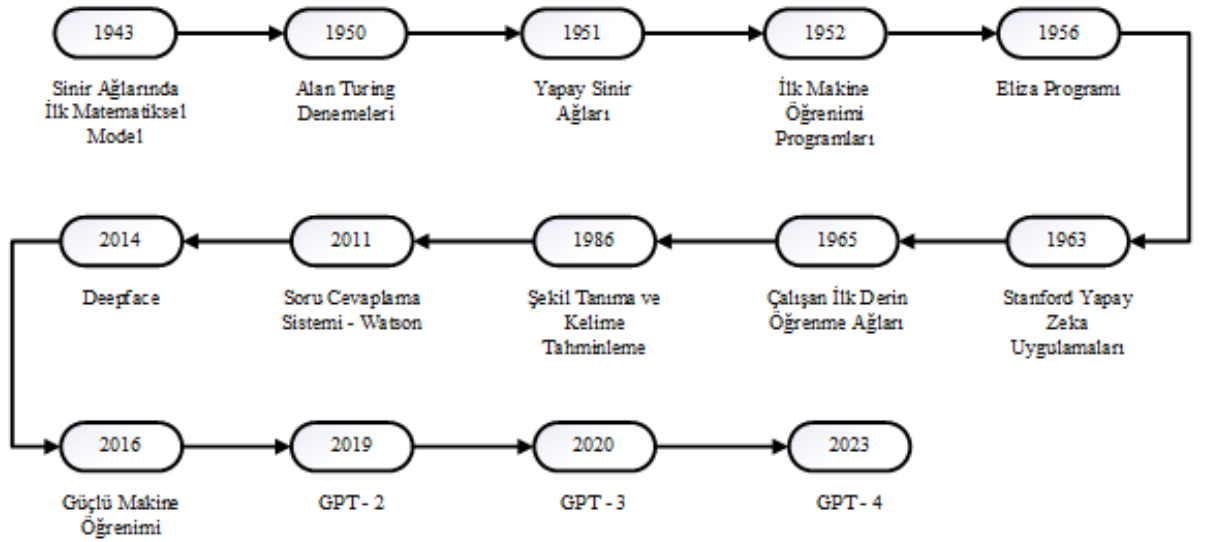 1943
1950
1951
1952
1956
Sinir Ağlarında
İlk Matematiksel
Model
Alan Turing
Denemeleri
Yapay Sinir
Ağları
İlk Makine
Öğrenimi
Programları
Eliza Programı
2014
2011
1986
1965
1963
Deepface
Soru Cevaplama
Sistemi - Watson
Şekil Tanıma ve
Kelime
Tahminleme
Çalışan İlk Derin
Öğrenme Ağları
Stanford Yapay
Zeka
Uygulamaları
2016
2019
2020
2023
Güçlü Makine
Öğrenimi
GPT - 2
GPT - 3
GPT - 4